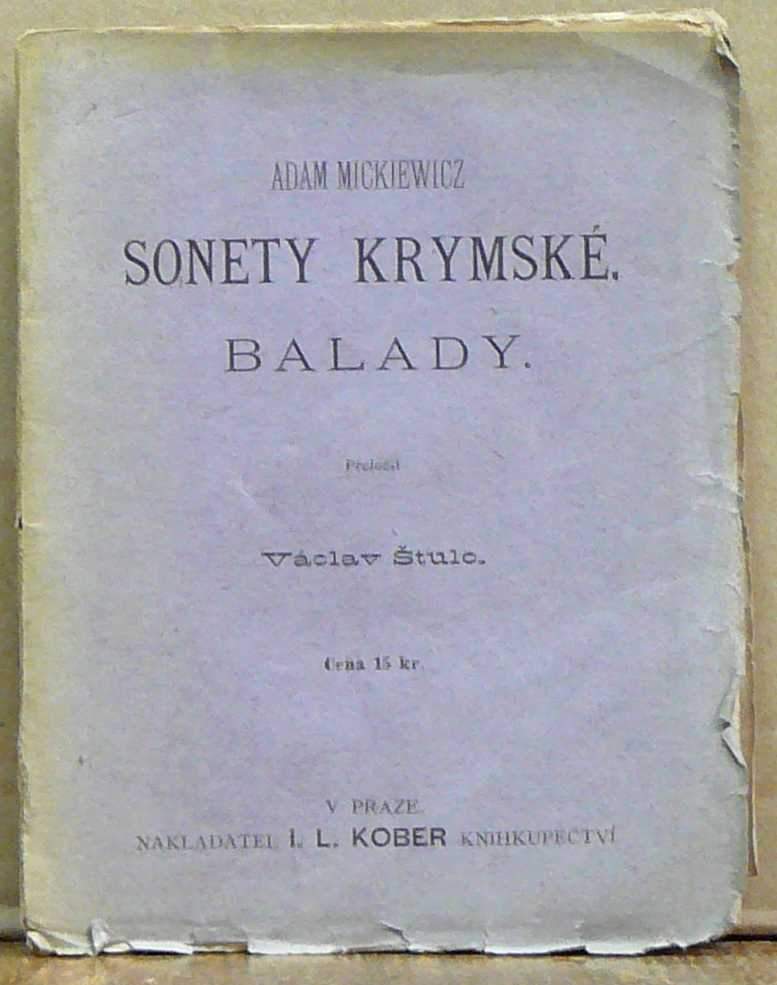 ADAM MICKIEWICZ
SONETY KRYMSKÉ.
BALADY.
Přeložil
Václav Štulc.
Cena 15 kr.
V PRAZE.
NAKLADATEL I. L. KOBER KNIHKUPECTVÍ